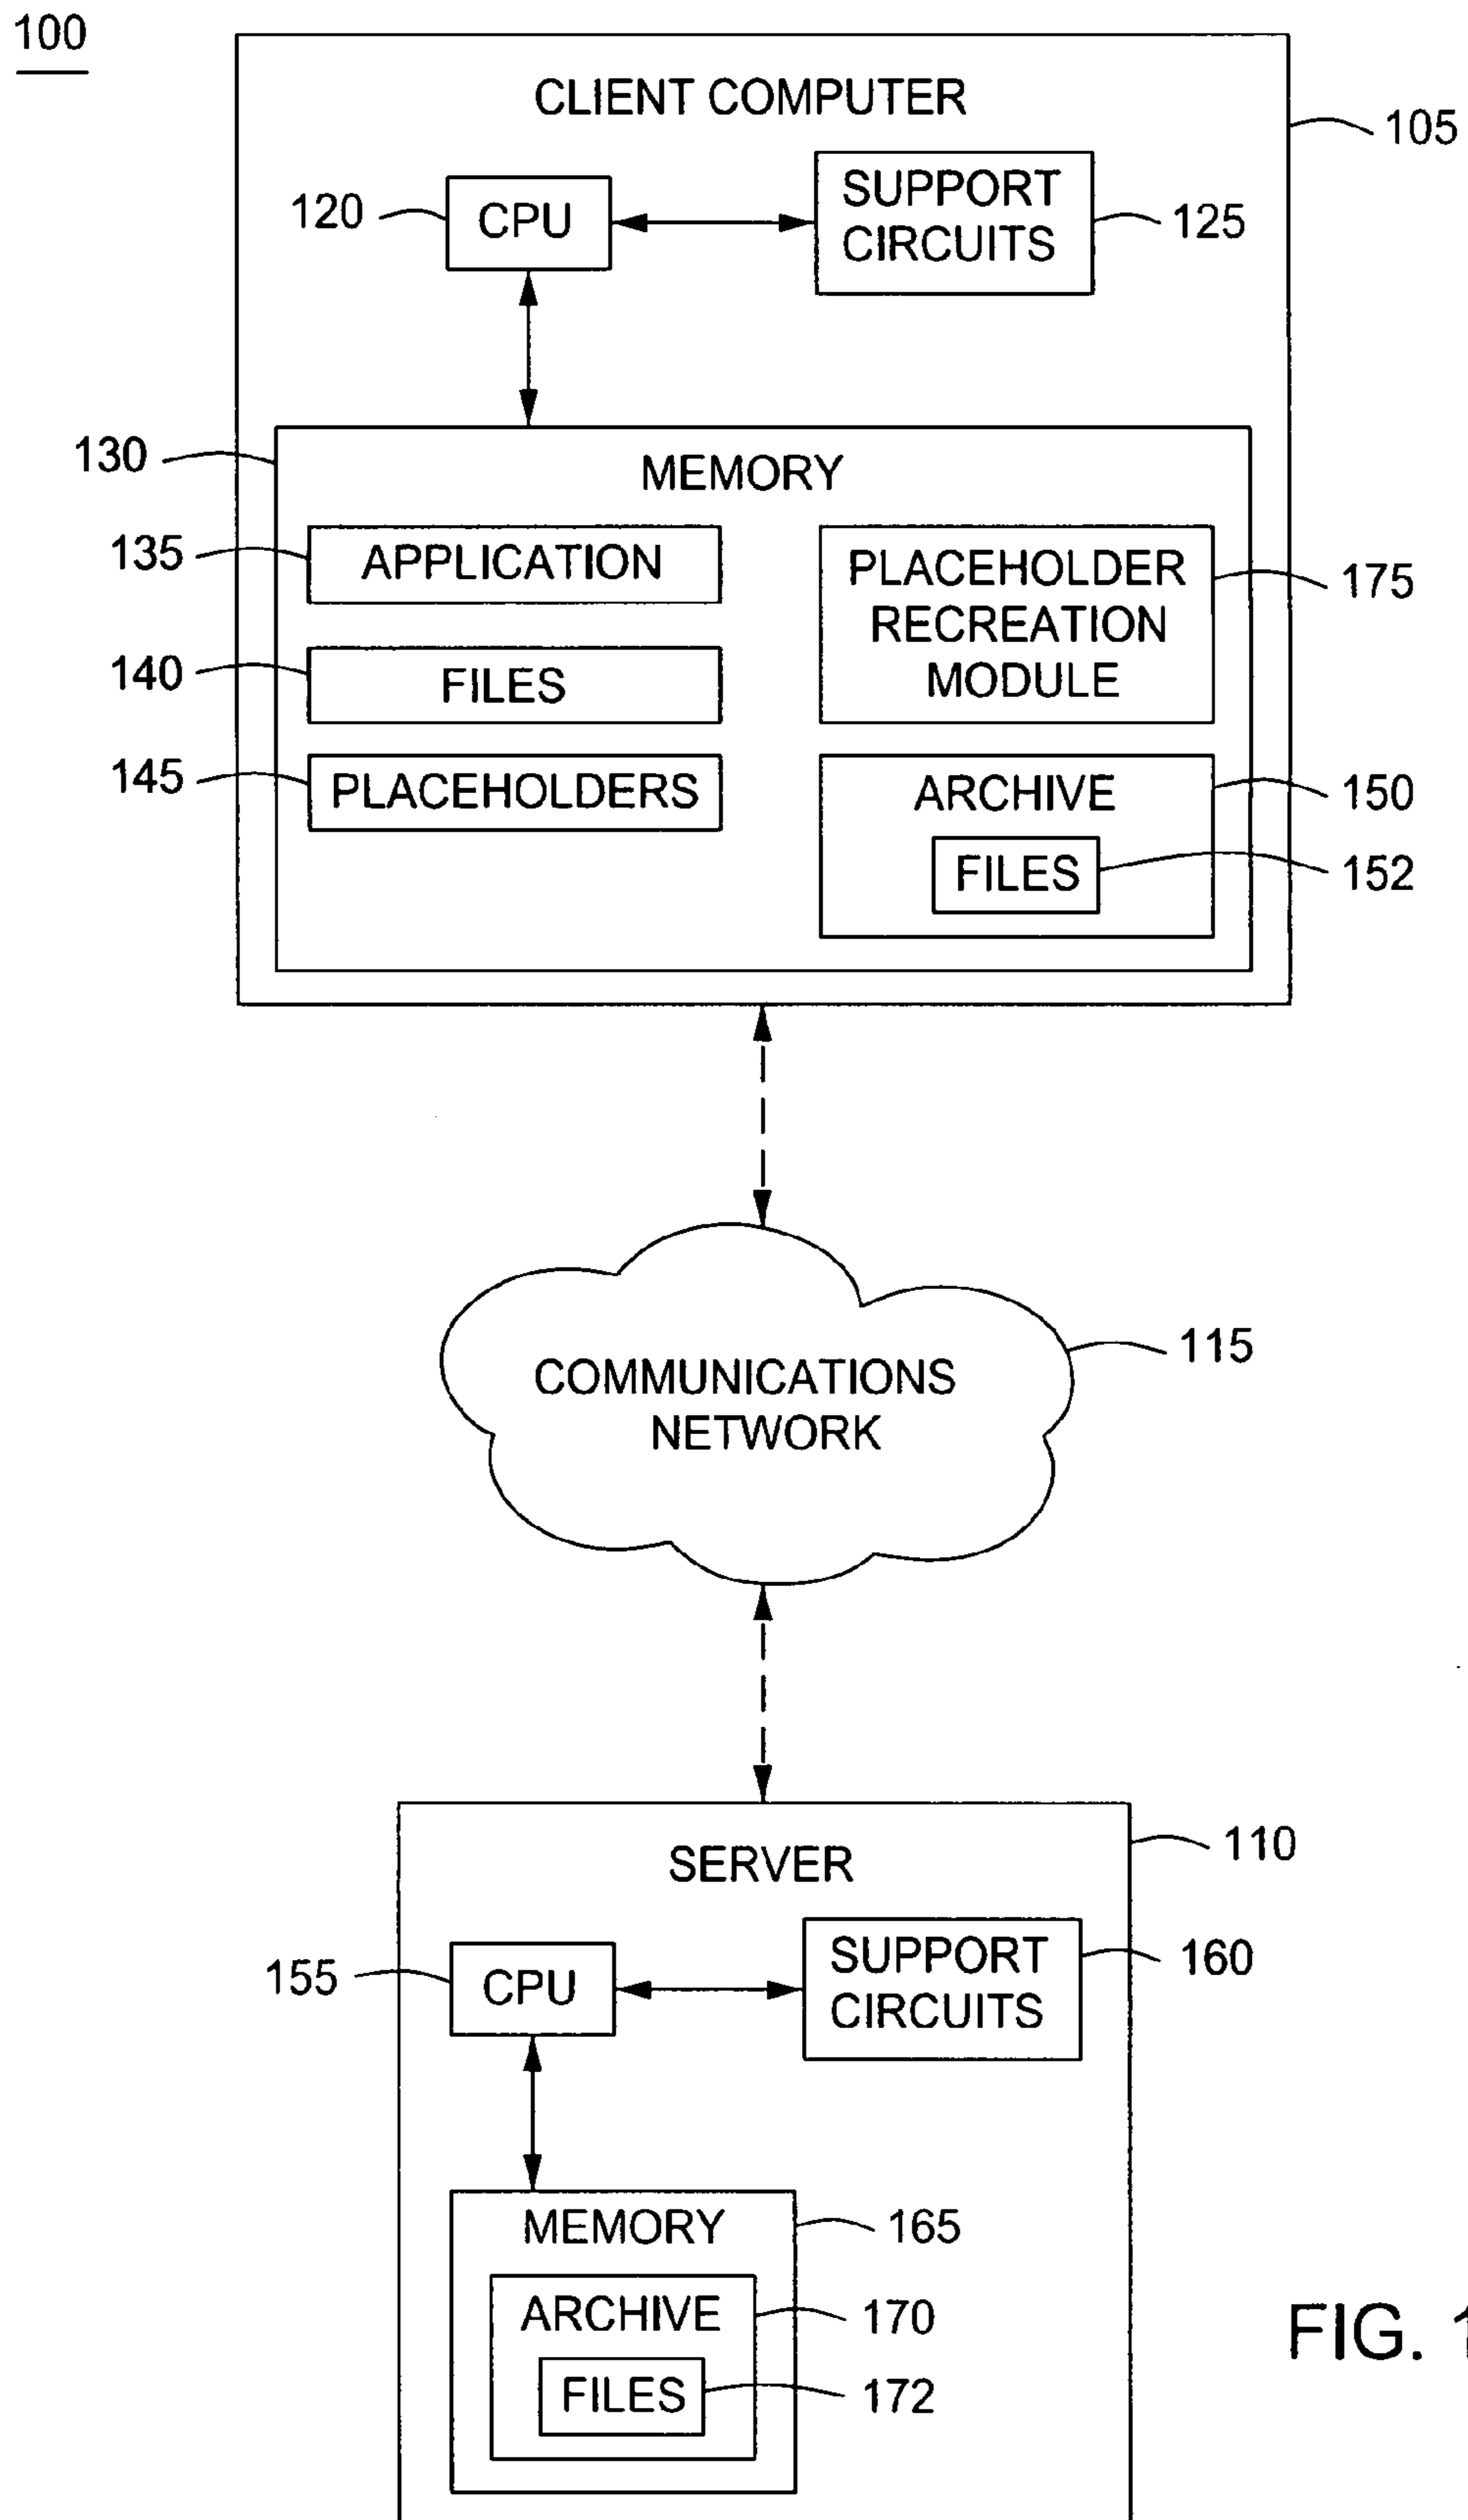 100
CLIENT COMPUTER
105
120
CPU
SUPPORT
CIRCUITS
125
130
MEMORY
135
APPLICATION
PLACEHOLDER
RECREATION
MODULE
175
140
FILES
145
PLACEHOLDERS
ARCHIVE
150
FILES
152
COMMUNICATIONS
NETWORK
115
SERVER
110
155
CPU
SUPPORT
CIRCUITS
160
MEMORY
165
ARCHIVE
170
FILES
172
FIG. 1